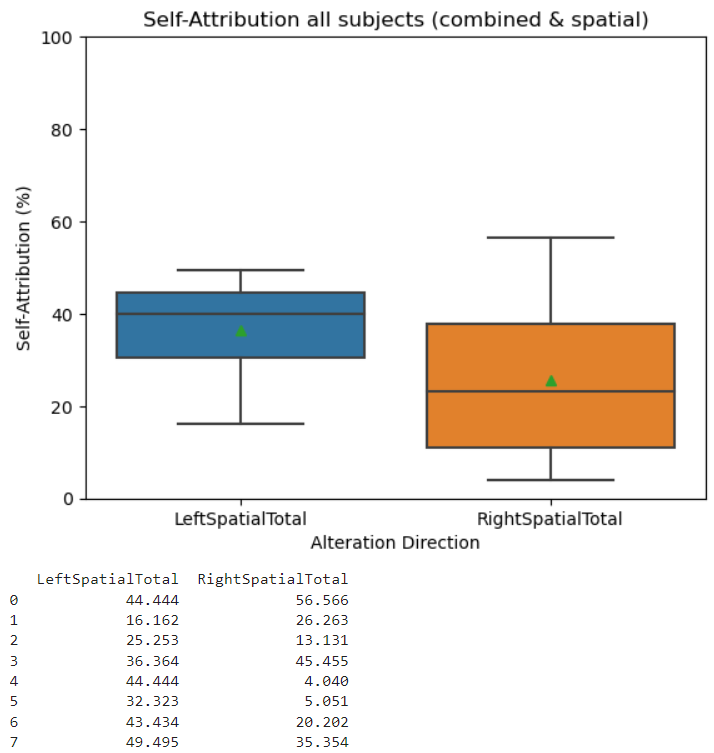 Self-Attribution all subjects (combined & spatial)
100
80
60
40
20
0
Self-Attribution (%)
LeftSpatialTotal RightSpatialTotal
Alteration Direction
LeftSpatialTotal RightSpatialTotal
0 44.444 56.566
1 16.162 26.263
2 25.253 13.131
3 36.364 45.455
4 44.444 4.040
5 32.323 5.051
6 43.434 20.202
7 49.495 35.354